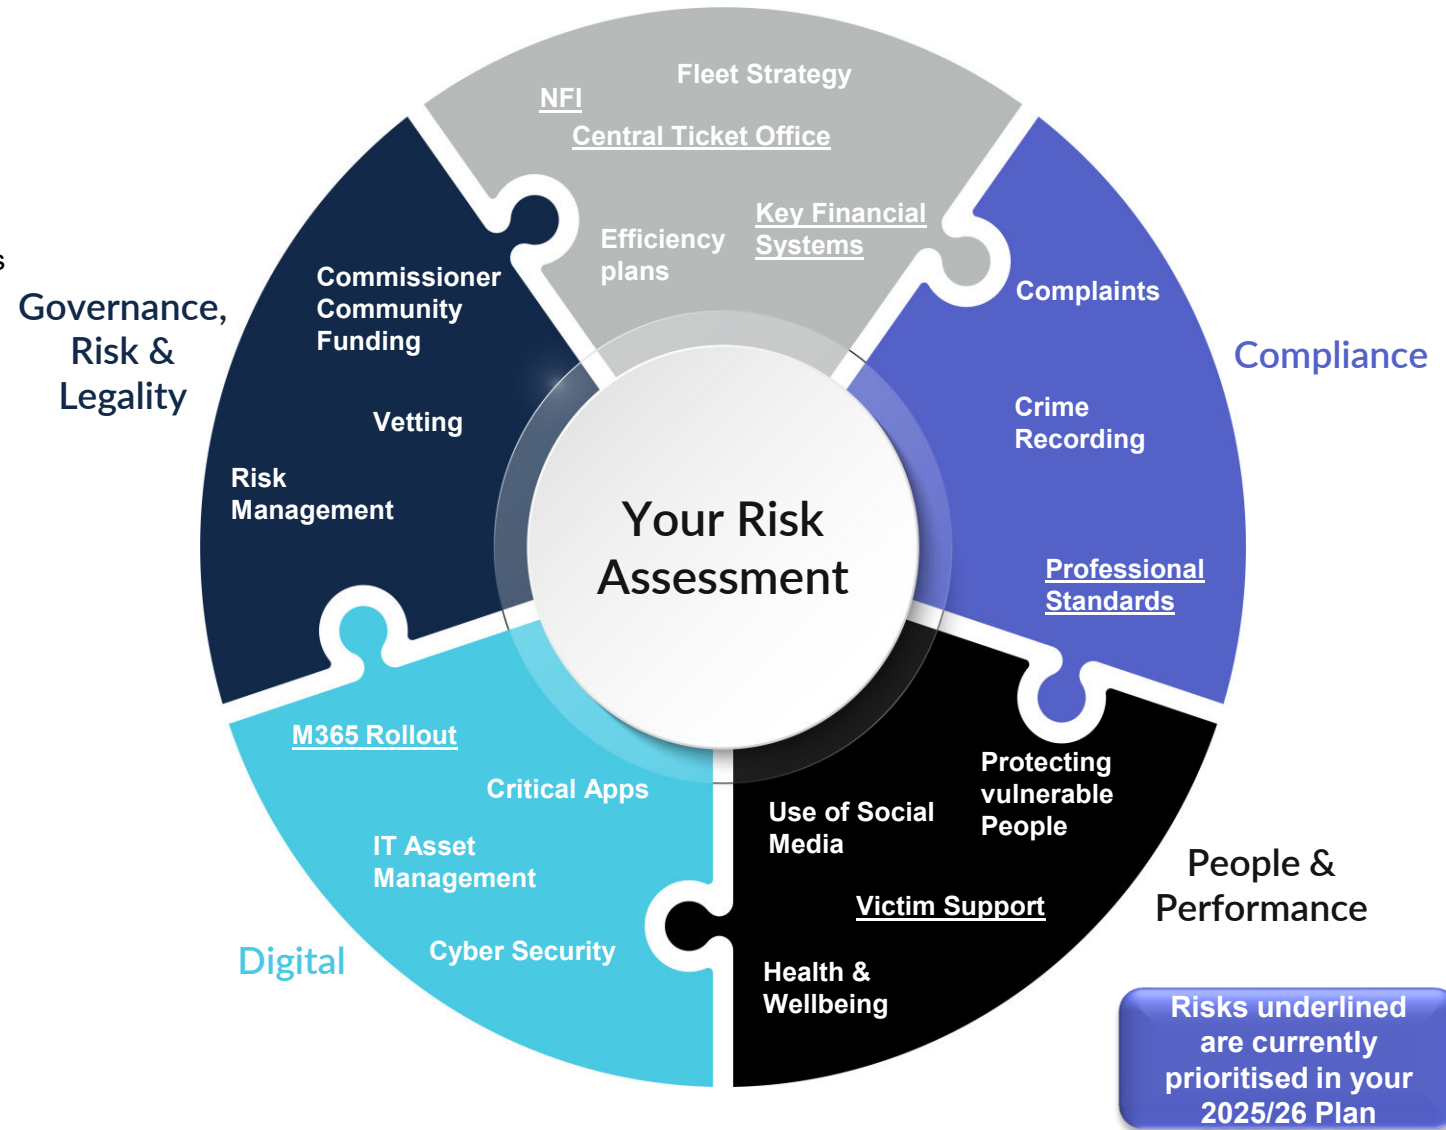 Fleet Strategy
NFI
Central Ticket Office
Key Financial
Systems
Efficiency
plans
s
Governance,
Risk &
Legality
Commissioner
Community
Funding
Vetting
Risk
Management
Complaints
Compliance
Crime
Recording
Professional
Standards
Your Risk
Assessment
M365 Rollout
Critical Apps
IT Asset
Management
Cyber Security
Digital
Protecting
vulnerable
People
Use of Social
Media
Victim Support
Health &
Wellbeing
People &
Performance
Risks underlined
are currently
prioritised in your
2025/26 Plan